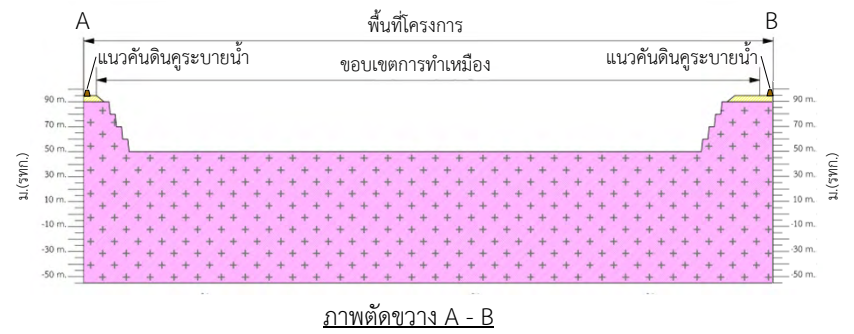 A B
พื้นที่โครงการ
แนวคันดินคูระบายน้ำ แนวคันดินคูระบายน้ำ
ขอบเขตการทำเหมือง
90 m. 90 m.
70 m. 70 m.
50 m. 50 m.
30 m. 30 m.
10 m. 10 m.
-10 m. -10 m.
-30 m. -30 m.
-50 m. -50 m.
ม.(รทก.) ม.(รทก.)
ภาพตัดขวาง A - B